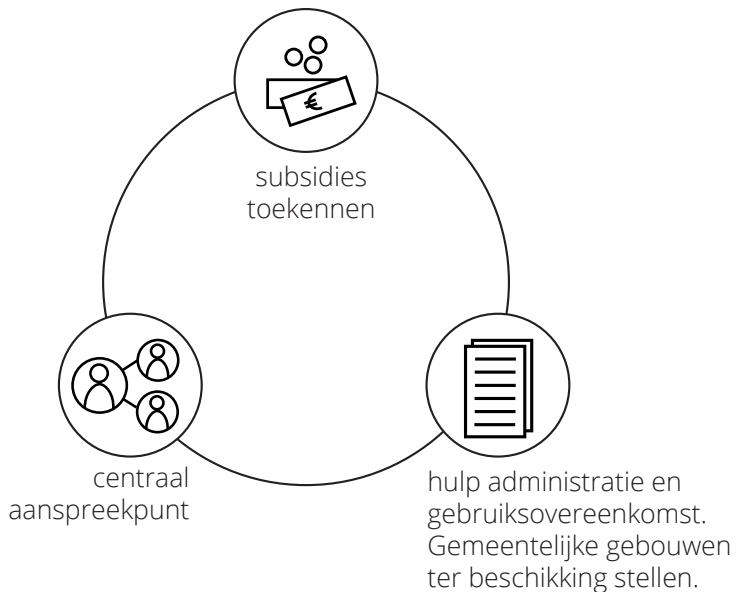 €
subsidies
toekennen
centraal
aanspreekpunt
hulp administratie en
gebruiksovereenkomst.
Gemeentelijke gebouwen
ter beschikking stellen.